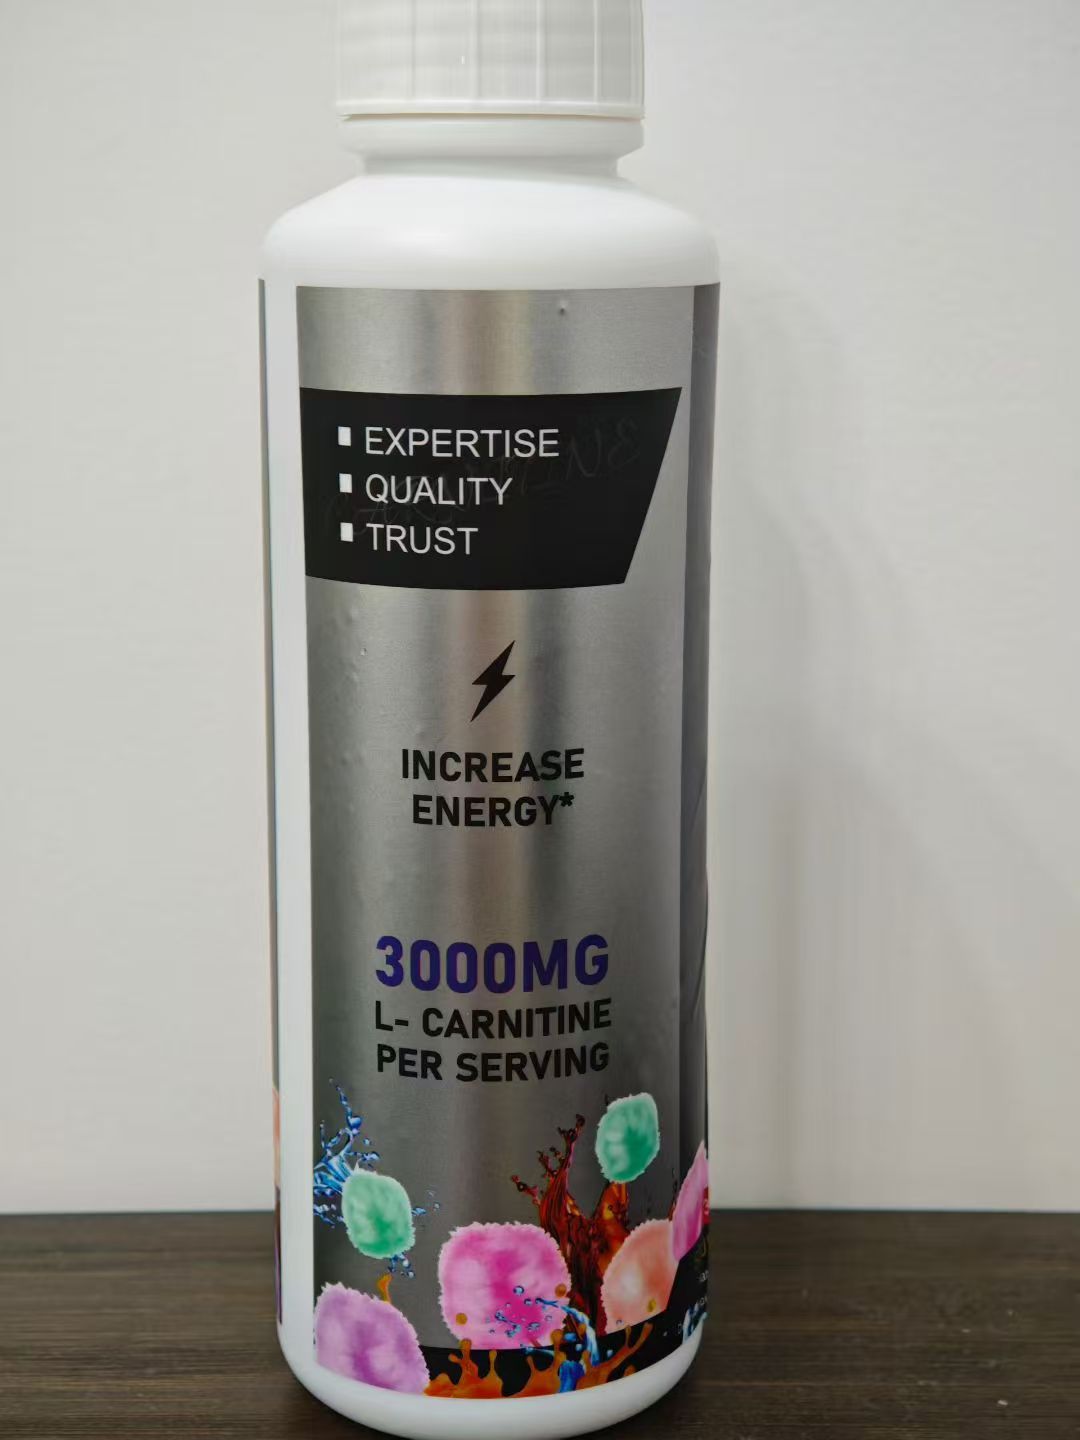 EXPERTISE
QUALITY
TRUST
INCREASE
ENERGY*
3000MG
L- CARNITINE
PER SERVING